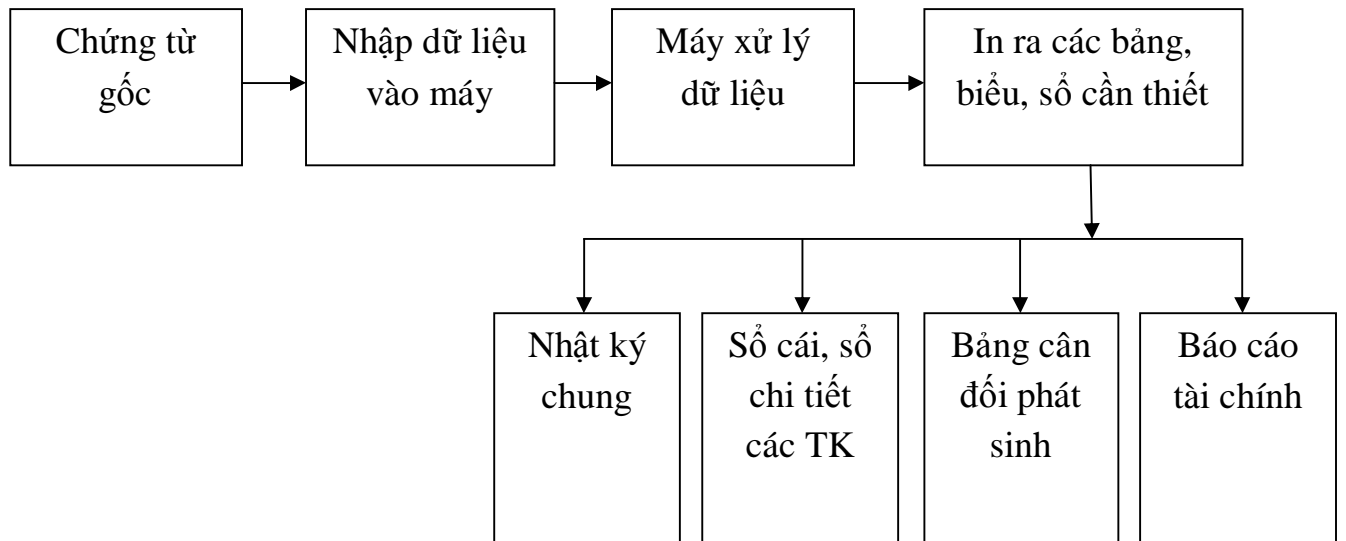 Chứng từ
gốc
Nhập dữ liệu
vào máy
Máy xử lý
dữ liệu
In ra các bảng,
biểu, sổ cần thiết
Nhật ký
chung
Sổ cái, sổ
chi tiết
các TK
Bảng cân
đối phát
sinh
Báo cáo
tài chính